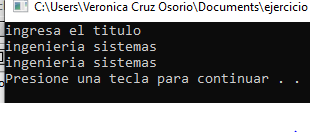 C:\Users\Veronica Cruz Osorio\Documents\ejercicio
ingresa el titulo
ingenieria sistemas
ingenieria sistemas
Presione una tecla para continuar . .